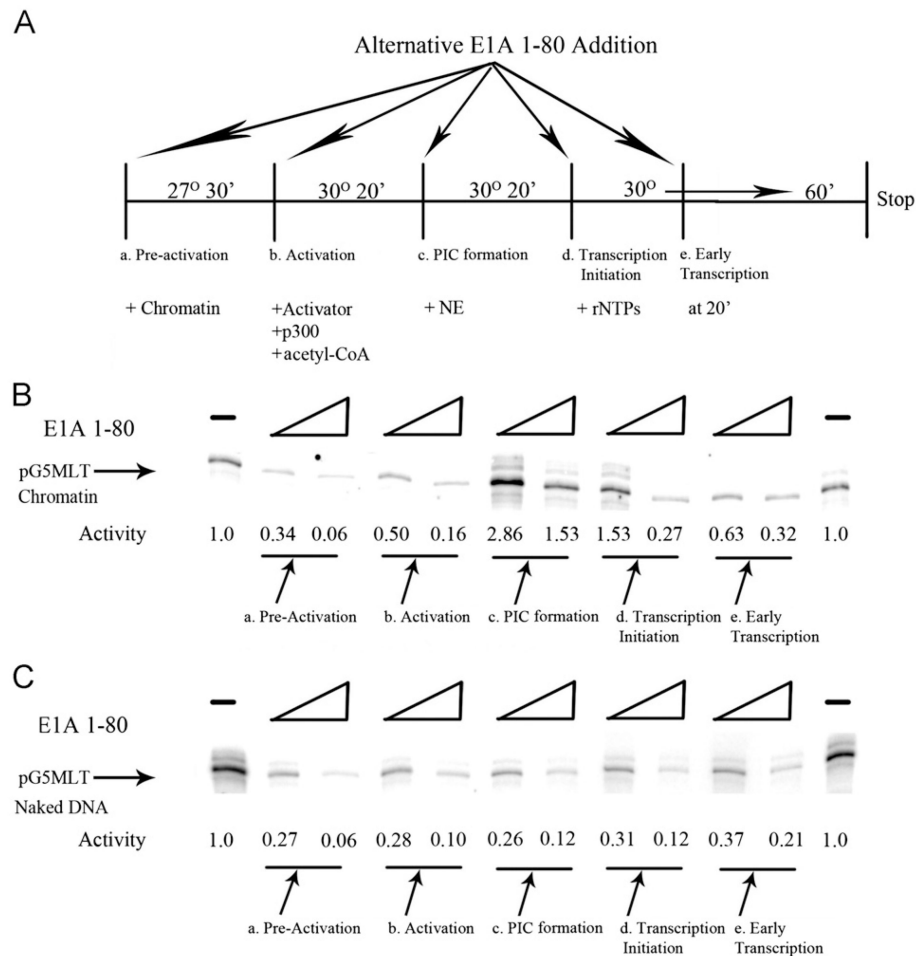 A
Alternative E1A 1-80 Addition
27º 30’ 30º 20’ 30º 20’ 30º 60’ Stop
a. Pre-activation b. Activation c. PIC formation d. Transcription e. Early
Initiation Transcription
+ Chromatin +Activator + NE + rNTPs at 20’
+p300
+acetyl-CoA
B
E1A 1-80
pG5MLT
Chromatin
Activity 1.0 0.34 0.06 0.50 0.16 2.86 1.53 1.53 0.27 0.63 0.32 1.0
a. Pre-Activation b. Activation c. PIC formation d. Transcription e. Early
Initiation Transcription
C
E1A 1-80
pG5MLT
Naked DNA
Activity 1.0 0.27 0.06 0.28 0.10 0.26 0.12 0.31 0.12 0.37 0.21 1.0
a. Pre-Activation b. Activation c. PIC formation d. Transcription e. Early
Initiation Transcription